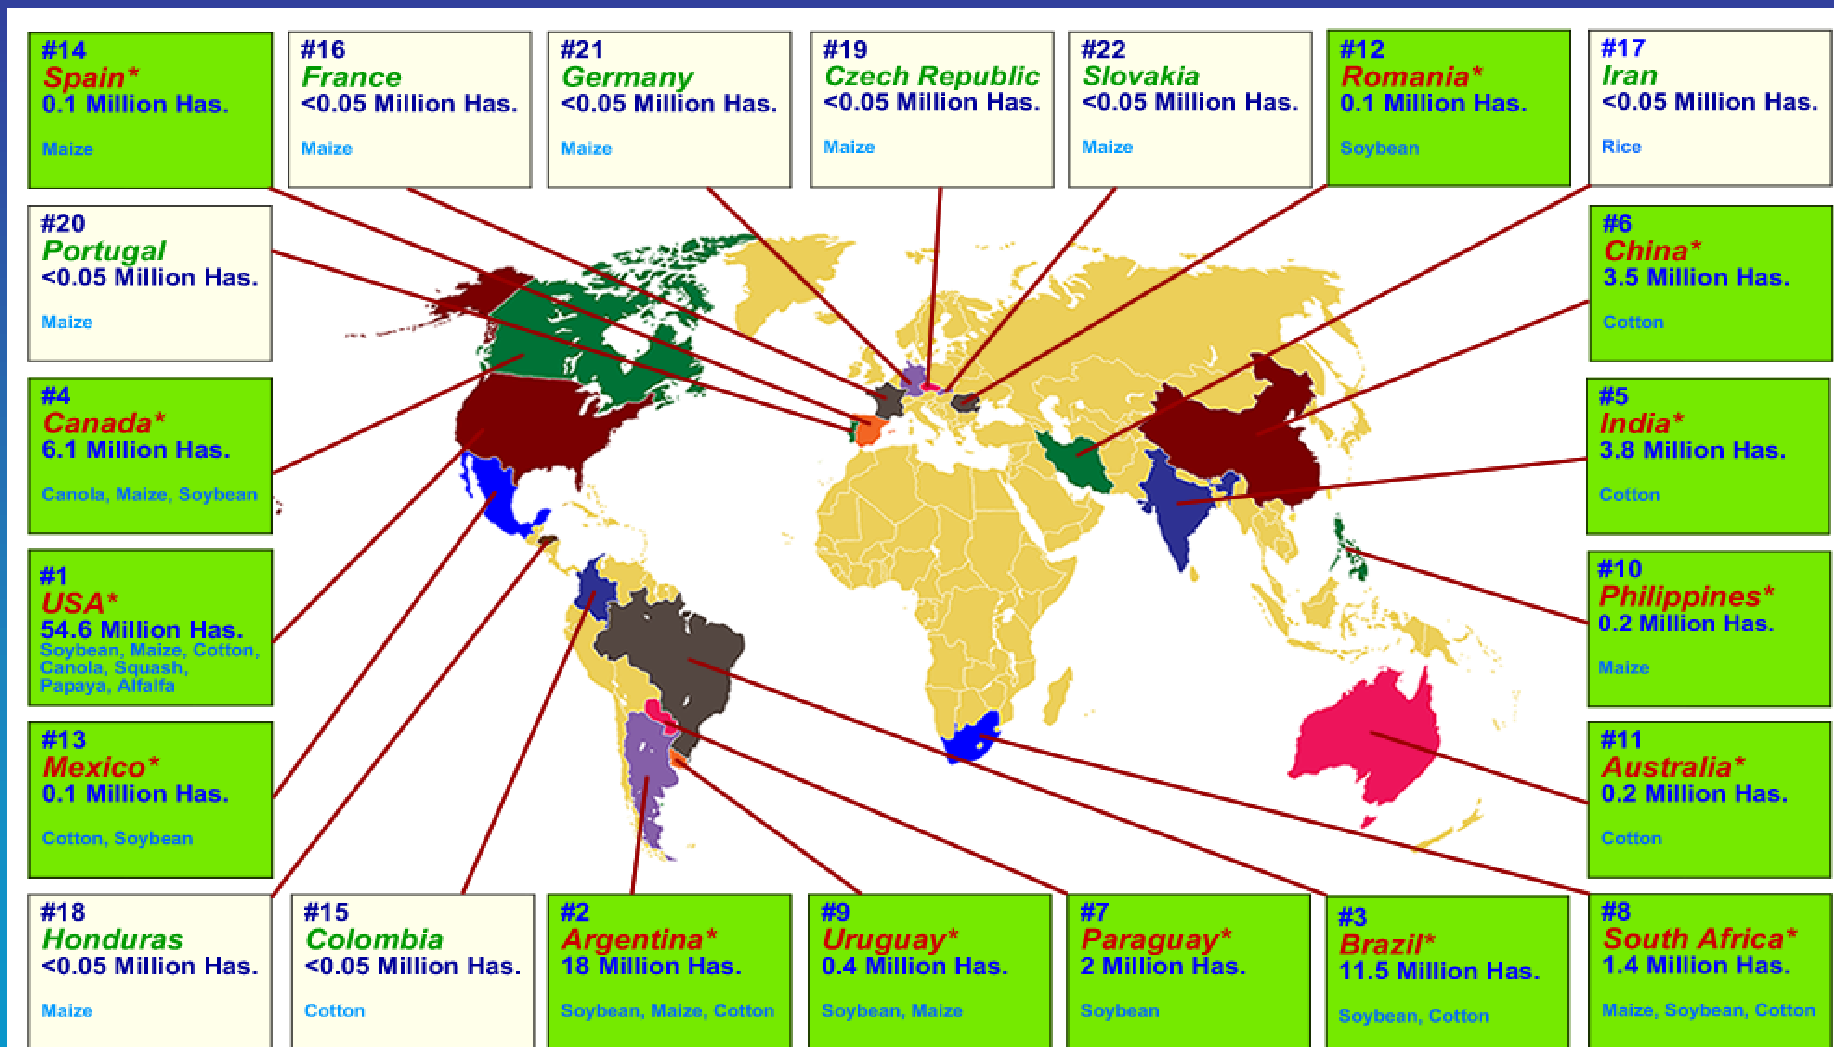 #14
Spain*
0.1 Million Has.
Maize
#16
France
<0.05 Million Has.
Maize
#21
Germany
<0.05 Million Has.
Maize
#19
Czech Republic
<0.05 Million Has.
Maize
#22
Slovakia
<0.05 Million Has.
Maize
#12
Romania*
0.1 Million Has.
Soybean
#17
Iran
<0.05 Million Has.
Rice
#20
Portugal
<0.05 Million Has.
Maize
#6
China*
3.5 Million Has.
Cotton
#4
Canada*
6.1 Million Has.
Canola, Maize, Soybean
#5
India*
3.8 Million Has.
Cotton
#1
USA*
54.6 Million Has.
Soybean, Maize, Cotton,
Canola, Squash,
Papaya, Alfalfa
#10
Philippines*
0.2 Million Has.
Maize
#13
Mexico*
0.1 Million Has.
Cotton, Soybean
#11
Australia*
0.2 Million Has.
Cotton
#18
Honduras
<0.05 Million Has.
Maize
#15
Colombia
<0.05 Million Has.
Cotton
#2
Argentina*
18 Million Has.
Soybean, Maize, Cotton
#9
Uruguay*
0.4 Million Has.
Soybean, Maize
#7
Paraguay*
2 Million Has.
Soybean
#3
Brazil*
11.5 Million Has.
Soybean, Cotton
#8
South Africa*
1.4 Million Has.
Maize, Soybean, Cotton